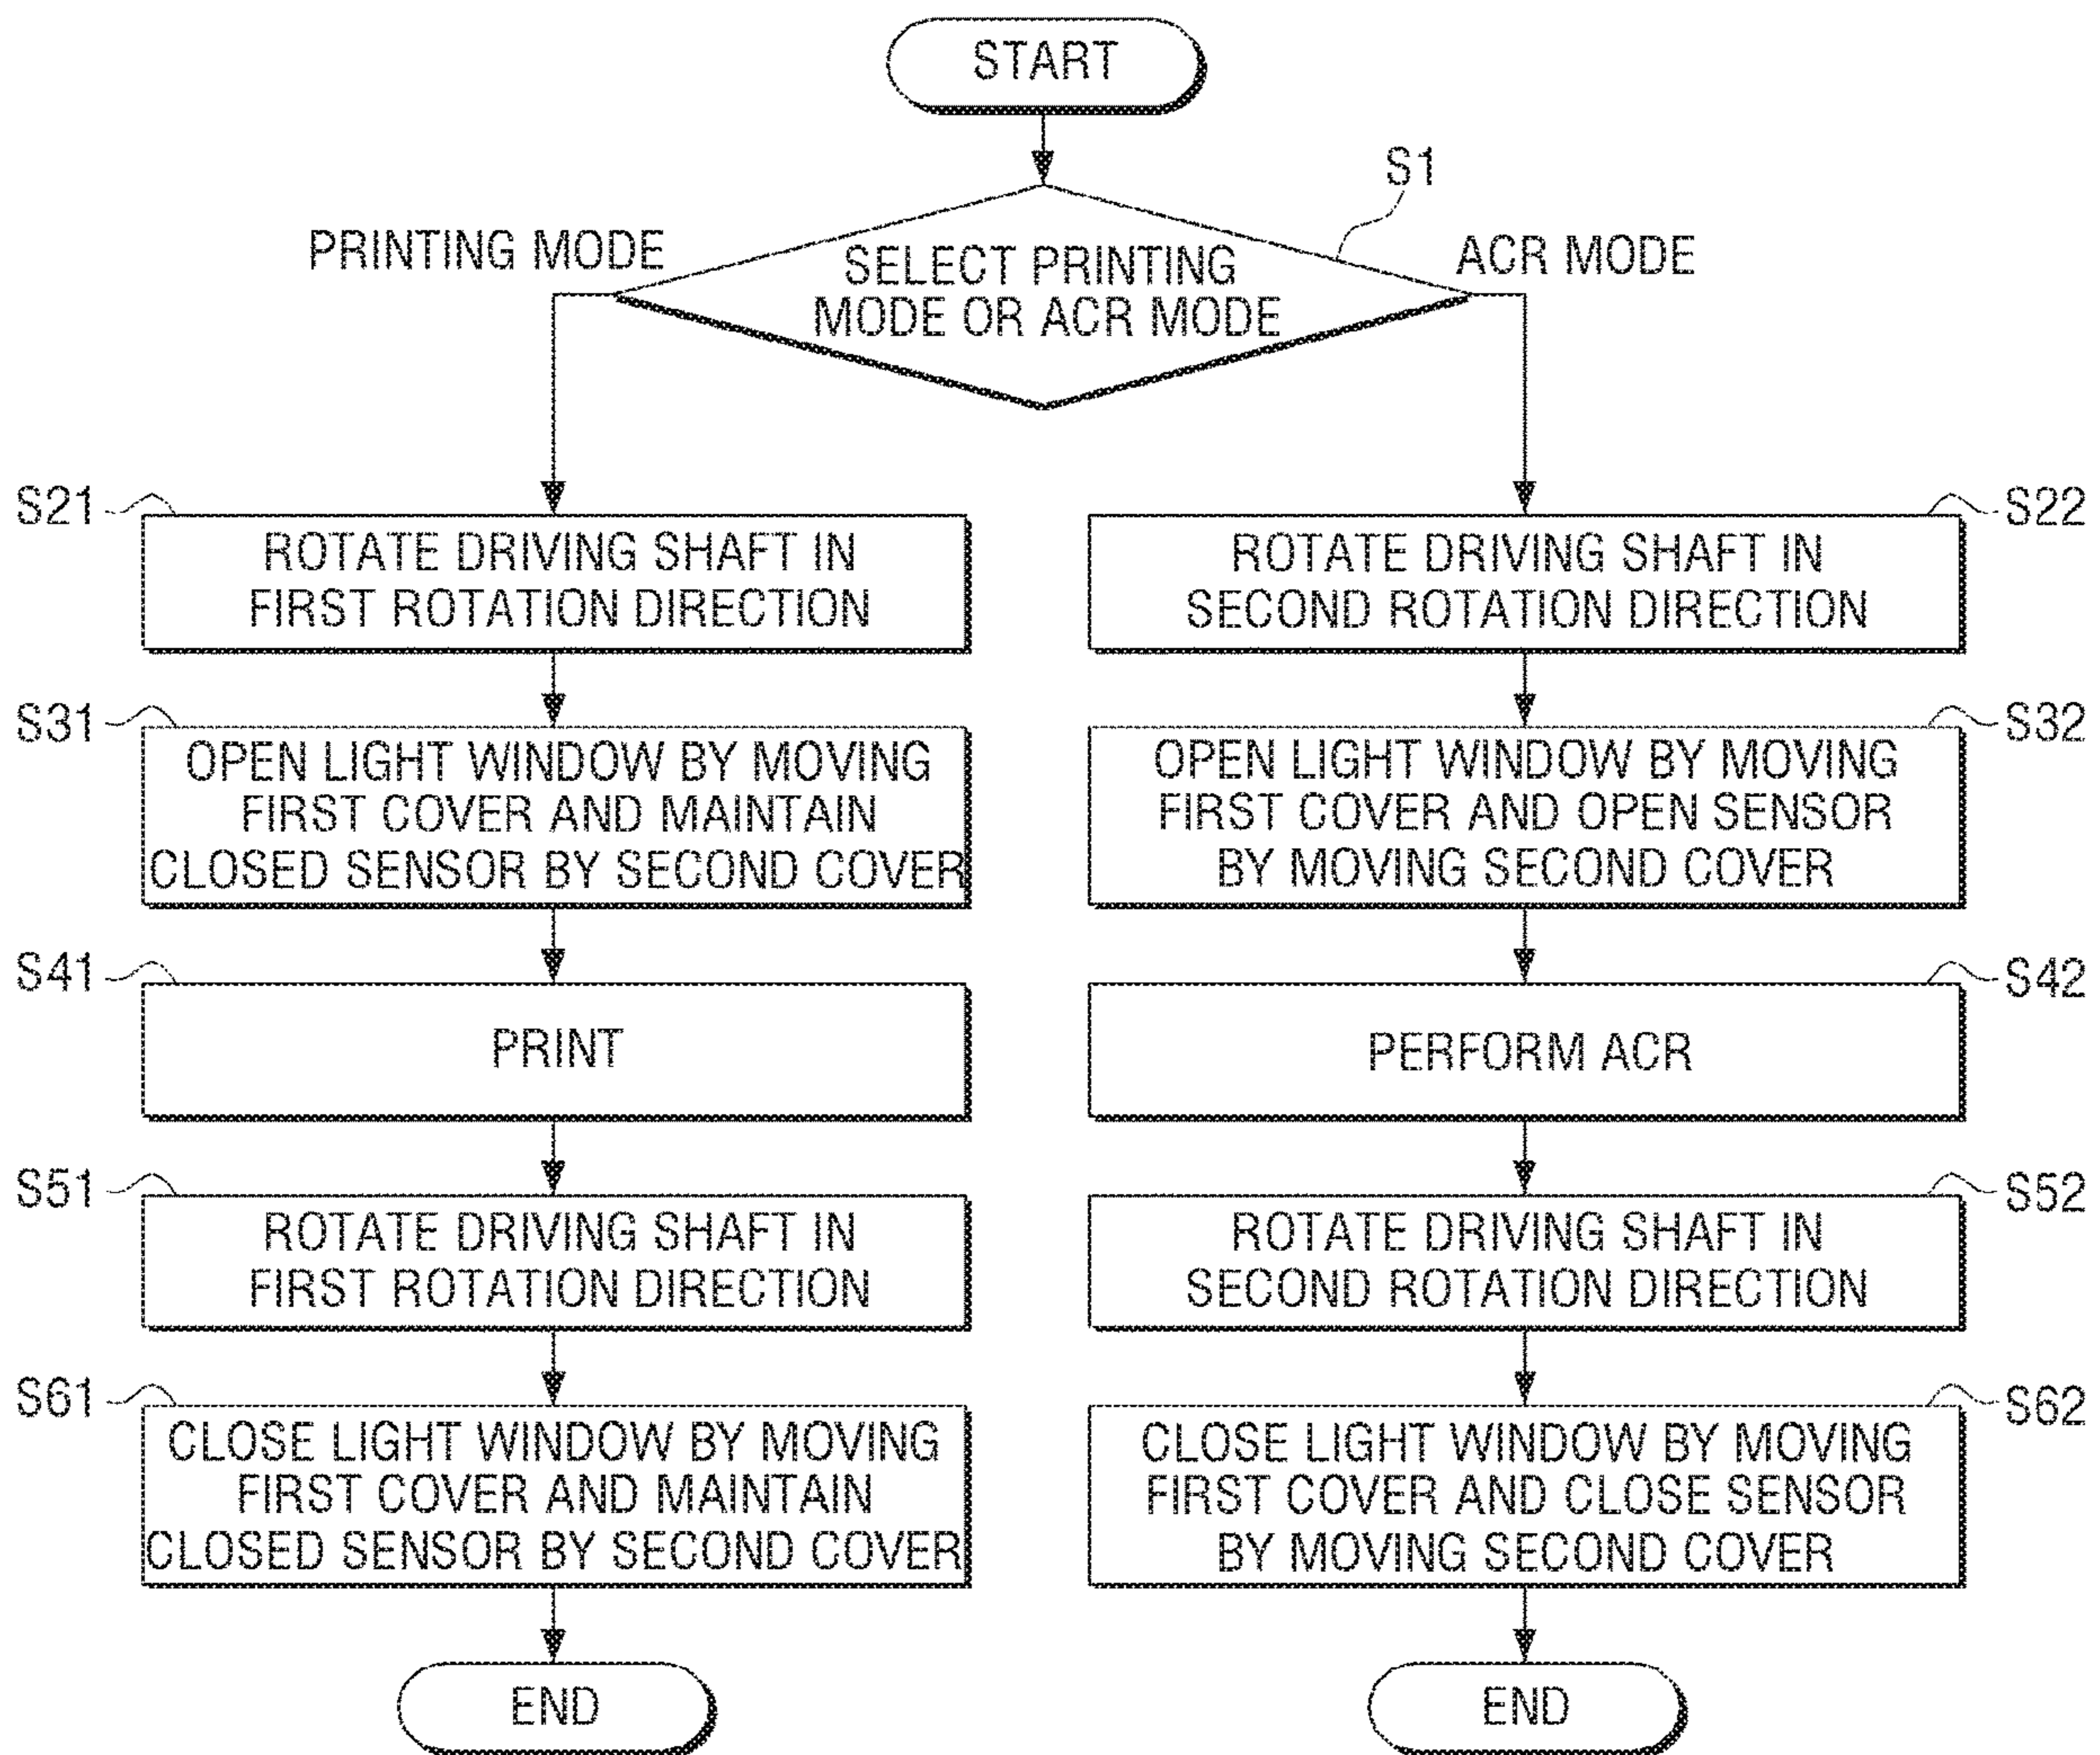 START
S1
PRINTING MODE
SELECT PRINTING
MODE OR ACR MODE
ACR MODE
S21
ROTATE DRIVING SHAFT IN
FIRST ROTATION DIRECTION
S31
OPEN LIGHT WINDOW BY MOVING
FIRST COVER AND MAINTAIN
CLOSED SENSOR BY SECOND COVER
S41
PRINT
S51
ROTATE DRIVING SHAFT IN
FIRST ROTATION DIRECTION
S61
CLOSE LIGHT WINDOW BY MOVING
FIRST COVER AND MAINTAIN
CLOSED SENSOR BY SECOND COVER
END
S22
ROTATE DRIVING SHAFT IN
SECOND ROTATION DIRECTION
S32
OPEN LIGHT WINDOW BY MOVING
FIRST COVER AND OPEN SENSOR
BY MOVING SECOND COVER
S42
PERFORM ACR
S52
ROTATE DRIVING SHAFT IN
SECOND ROTATION DIRECTION
S62
CLOSE LIGHT WINDOW BY MOVING
FIRST COVER AND CLOSE SENSOR
BY MOVING SECOND COVER
END